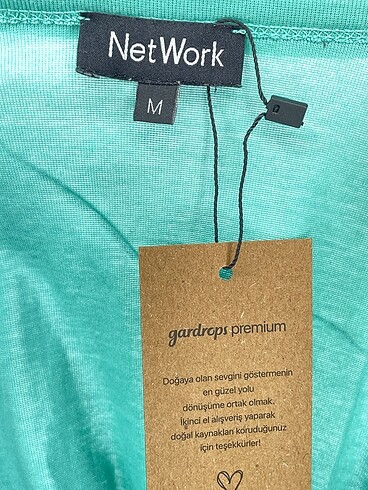 NetWork
M
gardrops premium
Doğaya olan sevgini göstermenin
en güzel yolu
dönüşüme ortak olmak.
İkinci el alışveriş yaparak
doğal kaynakları koruduğunuz
için teşekkürler!